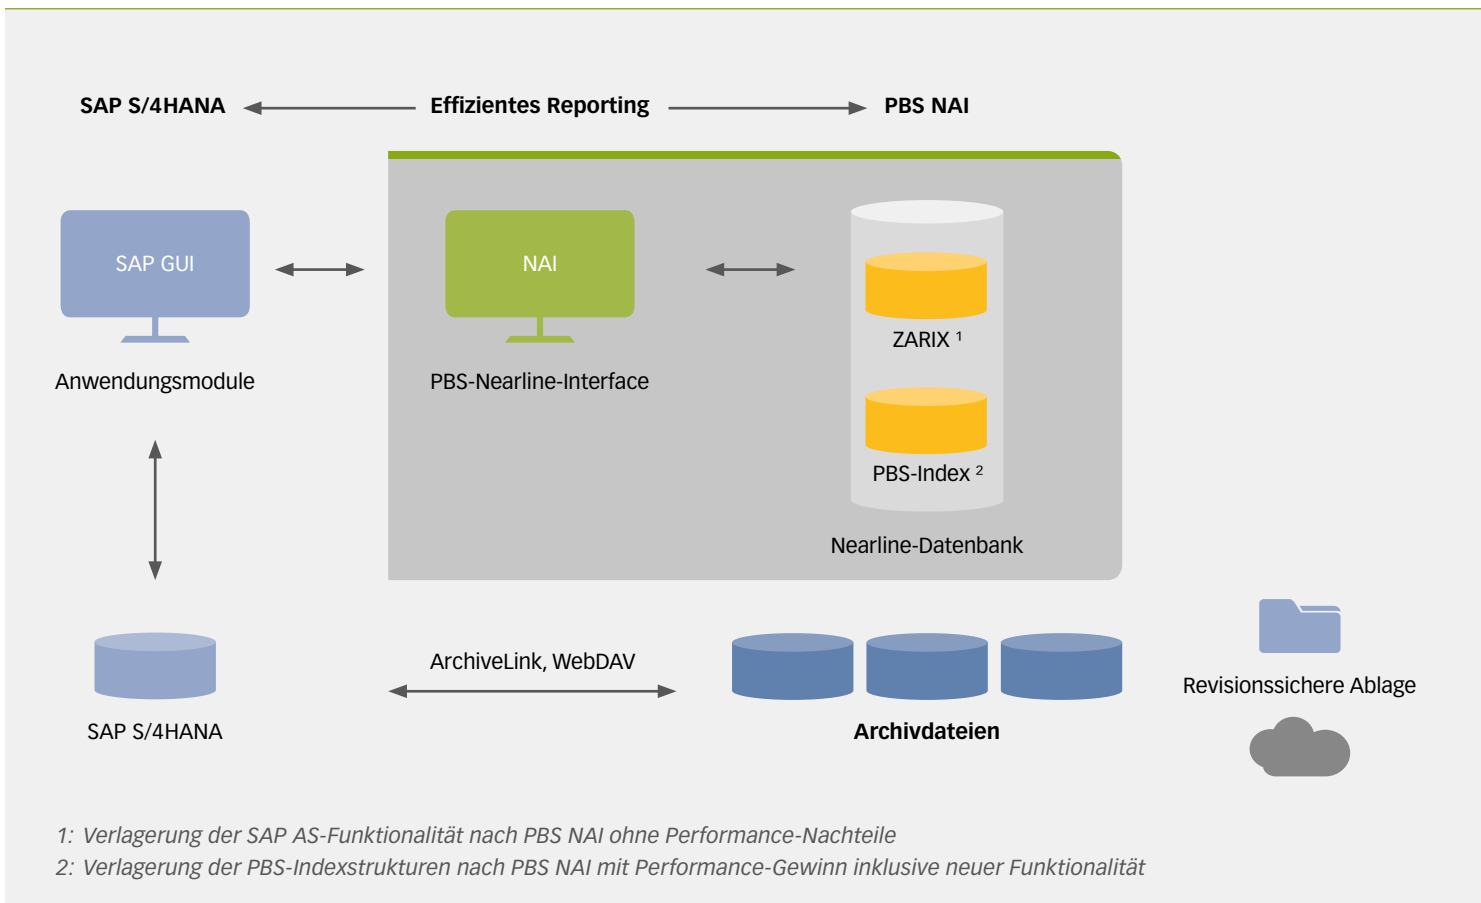 SAP S/4HANA
Effizientes Reporting
PBS NAI
SAP GUI
NAI
ZARIX ¹
Anwendungsmodule
PBS-Nearline-Interface
PBS-Index ²
Nearline-Datenbank
ArchiveLink, WebDAV
Revisionssichere Ablage
SAP S/4HANA
Archivdateien
1: Verlagerung der SAP AS-Funktionalität nach PBS NAI ohne Performance-Nachteile
2: Verlagerung der PBS-Indexstrukturen nach PBS NAI mit Performance-Gewinn inklusive neuer Funktionalität